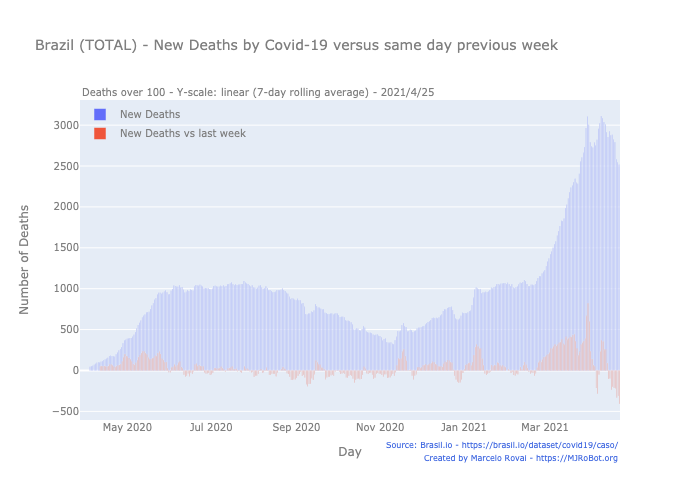 Brazil (TOTAL) - New Deaths by Covid-19 versus same day previous week
Deaths over 100 - Y-scale: linear (7-day rolling average) - 2021/4/25
New Deaths
New Deaths vs last week
3000
2500
2000
1500
1000
500
0
−500
Number of Deaths
May 2020
Jul 2020
Sep 2020
Nov 2020
Jan 2021
Mar 2021
Day
Source: Brasil.io - https://brasil.io/dataset/covid19/caso/
Created by Marcelo Rovai - https://MJRoBot.org